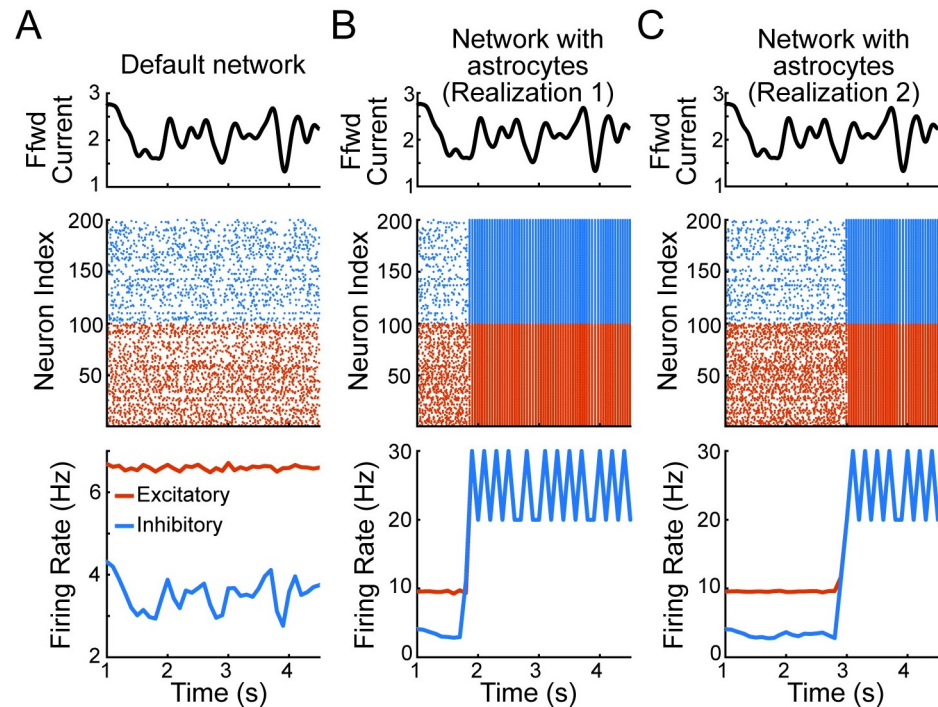 A
Default network
3
2
1
Ffwd
Current
200
150
100
50
Neuron Index
6
4
2
Firing Rate (Hz)
Excitatory
Inhibitory
1 2 3 4
Time (s)
B
Network with
astrocytes
(Realization 1)
3
2
1
Ffwd
Current
200
150
100
50
Neuron Index
30
20
10
0
Firing Rate (Hz)
1 2 3 4
Time (s)
C
Network with
astrocytes
(Realization 2)
3
2
1
Ffwd
Current
200
150
100
50
Neuron Index
30
20
10
0
Firing Rate (Hz)
1 2 3 4
Time (s)